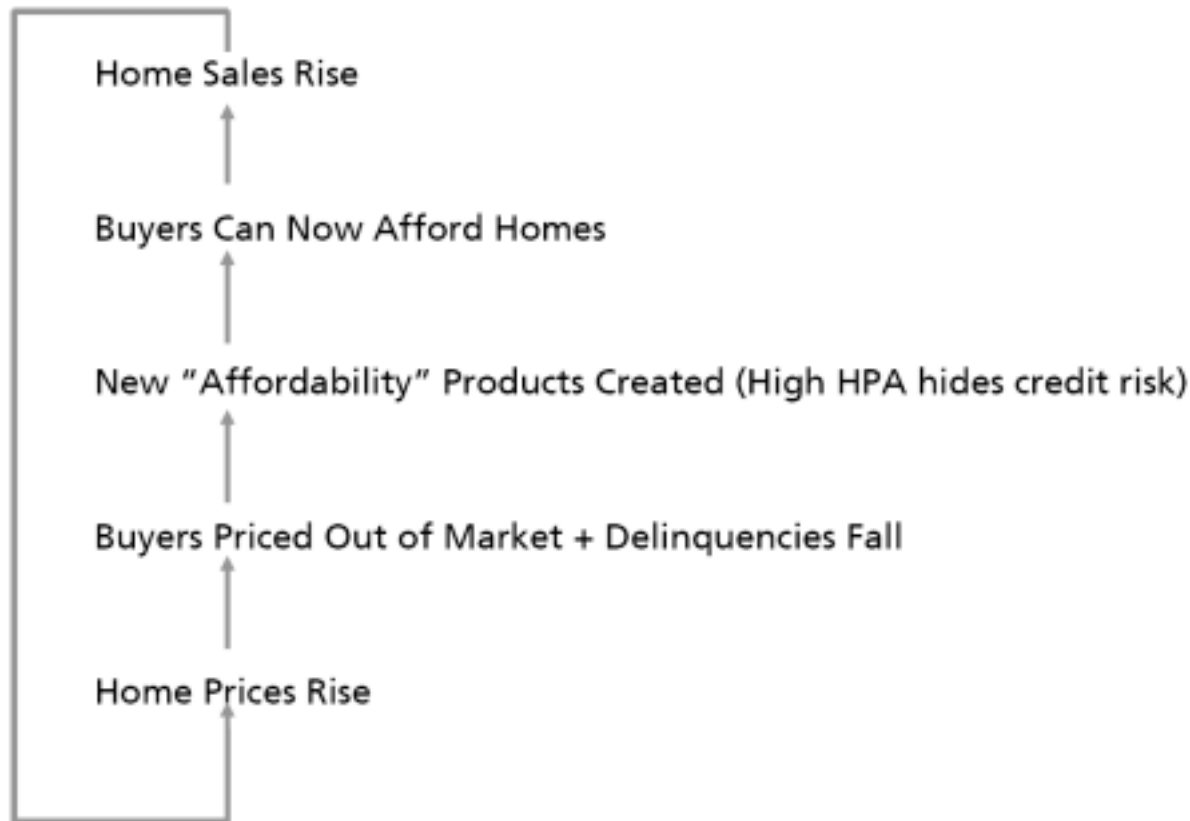 Home Sales Rise
Buyers Can Now Afford Homes
New “Affordability” Products Created (High HPA hides credit risk)
Buyers Priced Out of Market + Delinquencies Fall
Home Prices Rise